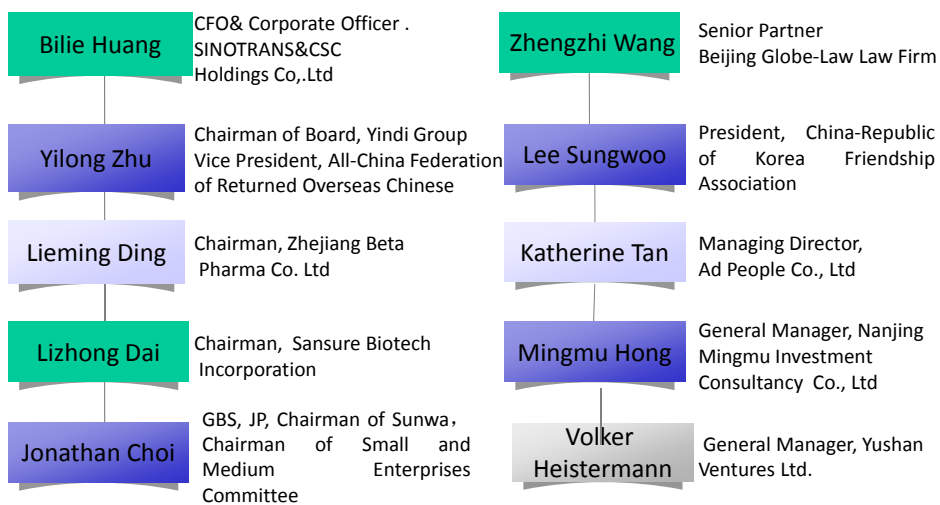 Bilie Huang
CFO& Corporate Officer .
SINOTRANS&CSC
Holdings Co,.Ltd
Yilong Zhu
Chairman of Board, Yindi Group
Vice President, All-China Federation
of Returned Overseas Chinese
Lieming Ding
Chairman, Zhejiang Beta
Pharma Co. Ltd
Lizhong Dai
Chairman, Sansure Biotech
Incorporation
Jonathan Choi
GBS, JP, Chairman of Sunwa，
Chairman of Small and
Medium Enterprises
Committee
Zhengzhi Wang
Senior Partner
Beijing Globe-Law Law Firm
Lee Sungwoo
President, China-Republic
of Korea Friendship
Association
Katherine Tan
Managing Director,
Ad People Co., Ltd
Mingmu Hong
General Manager, Nanjing
Mingmu Investment
Consultancy Co., Ltd
Volker
Heistermann
General Manager, Yushan
Ventures Ltd.